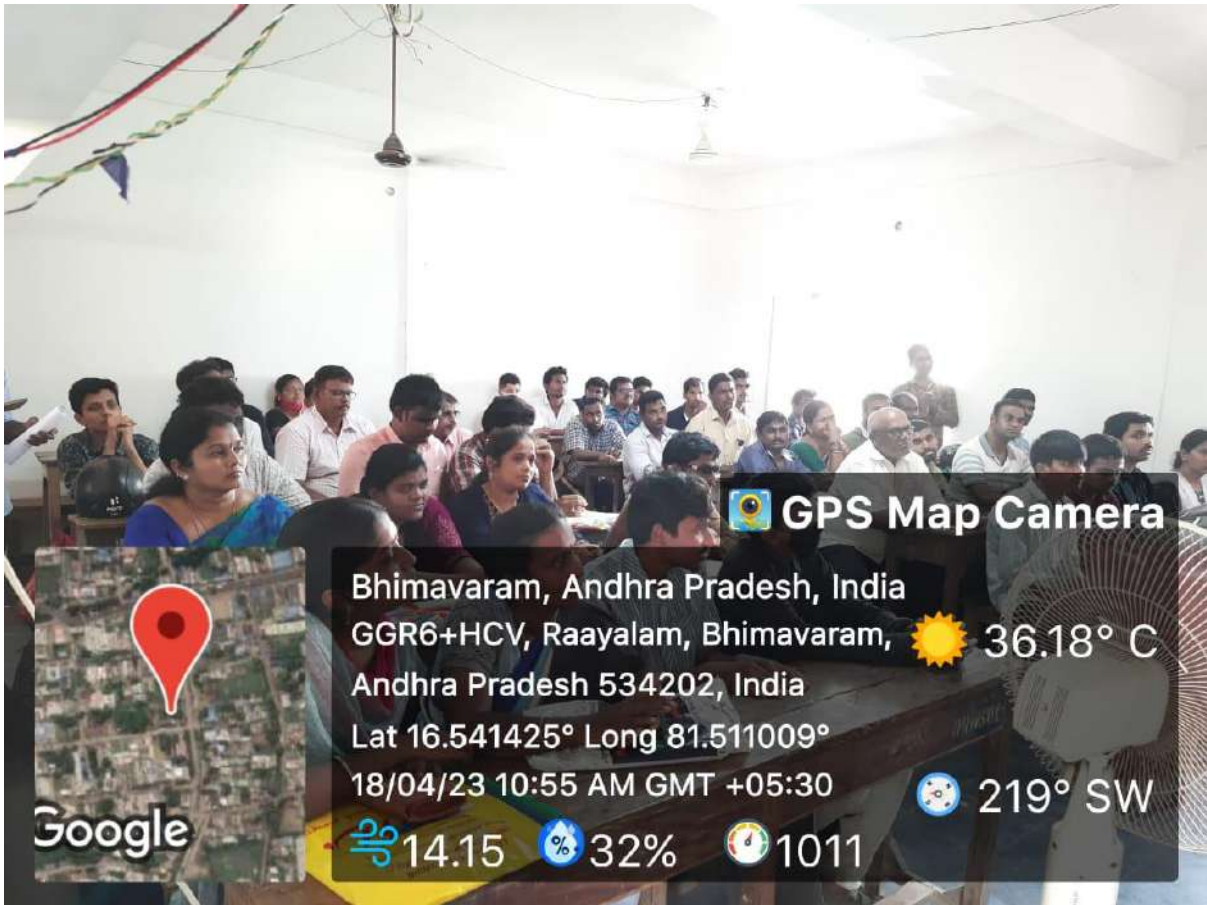 GPS Map Camera
Bhimavaram, Andhra Pradesh, India
GGR6+HCV, Raayalam, Bhimavaram,
Andhra Pradesh 534202, India
36.18° C
Lat 16.541425° Long 81.511009°
18/04/23 10:55 AM GMT +05:30
219° SW
Google
14.15
%
32%
1011